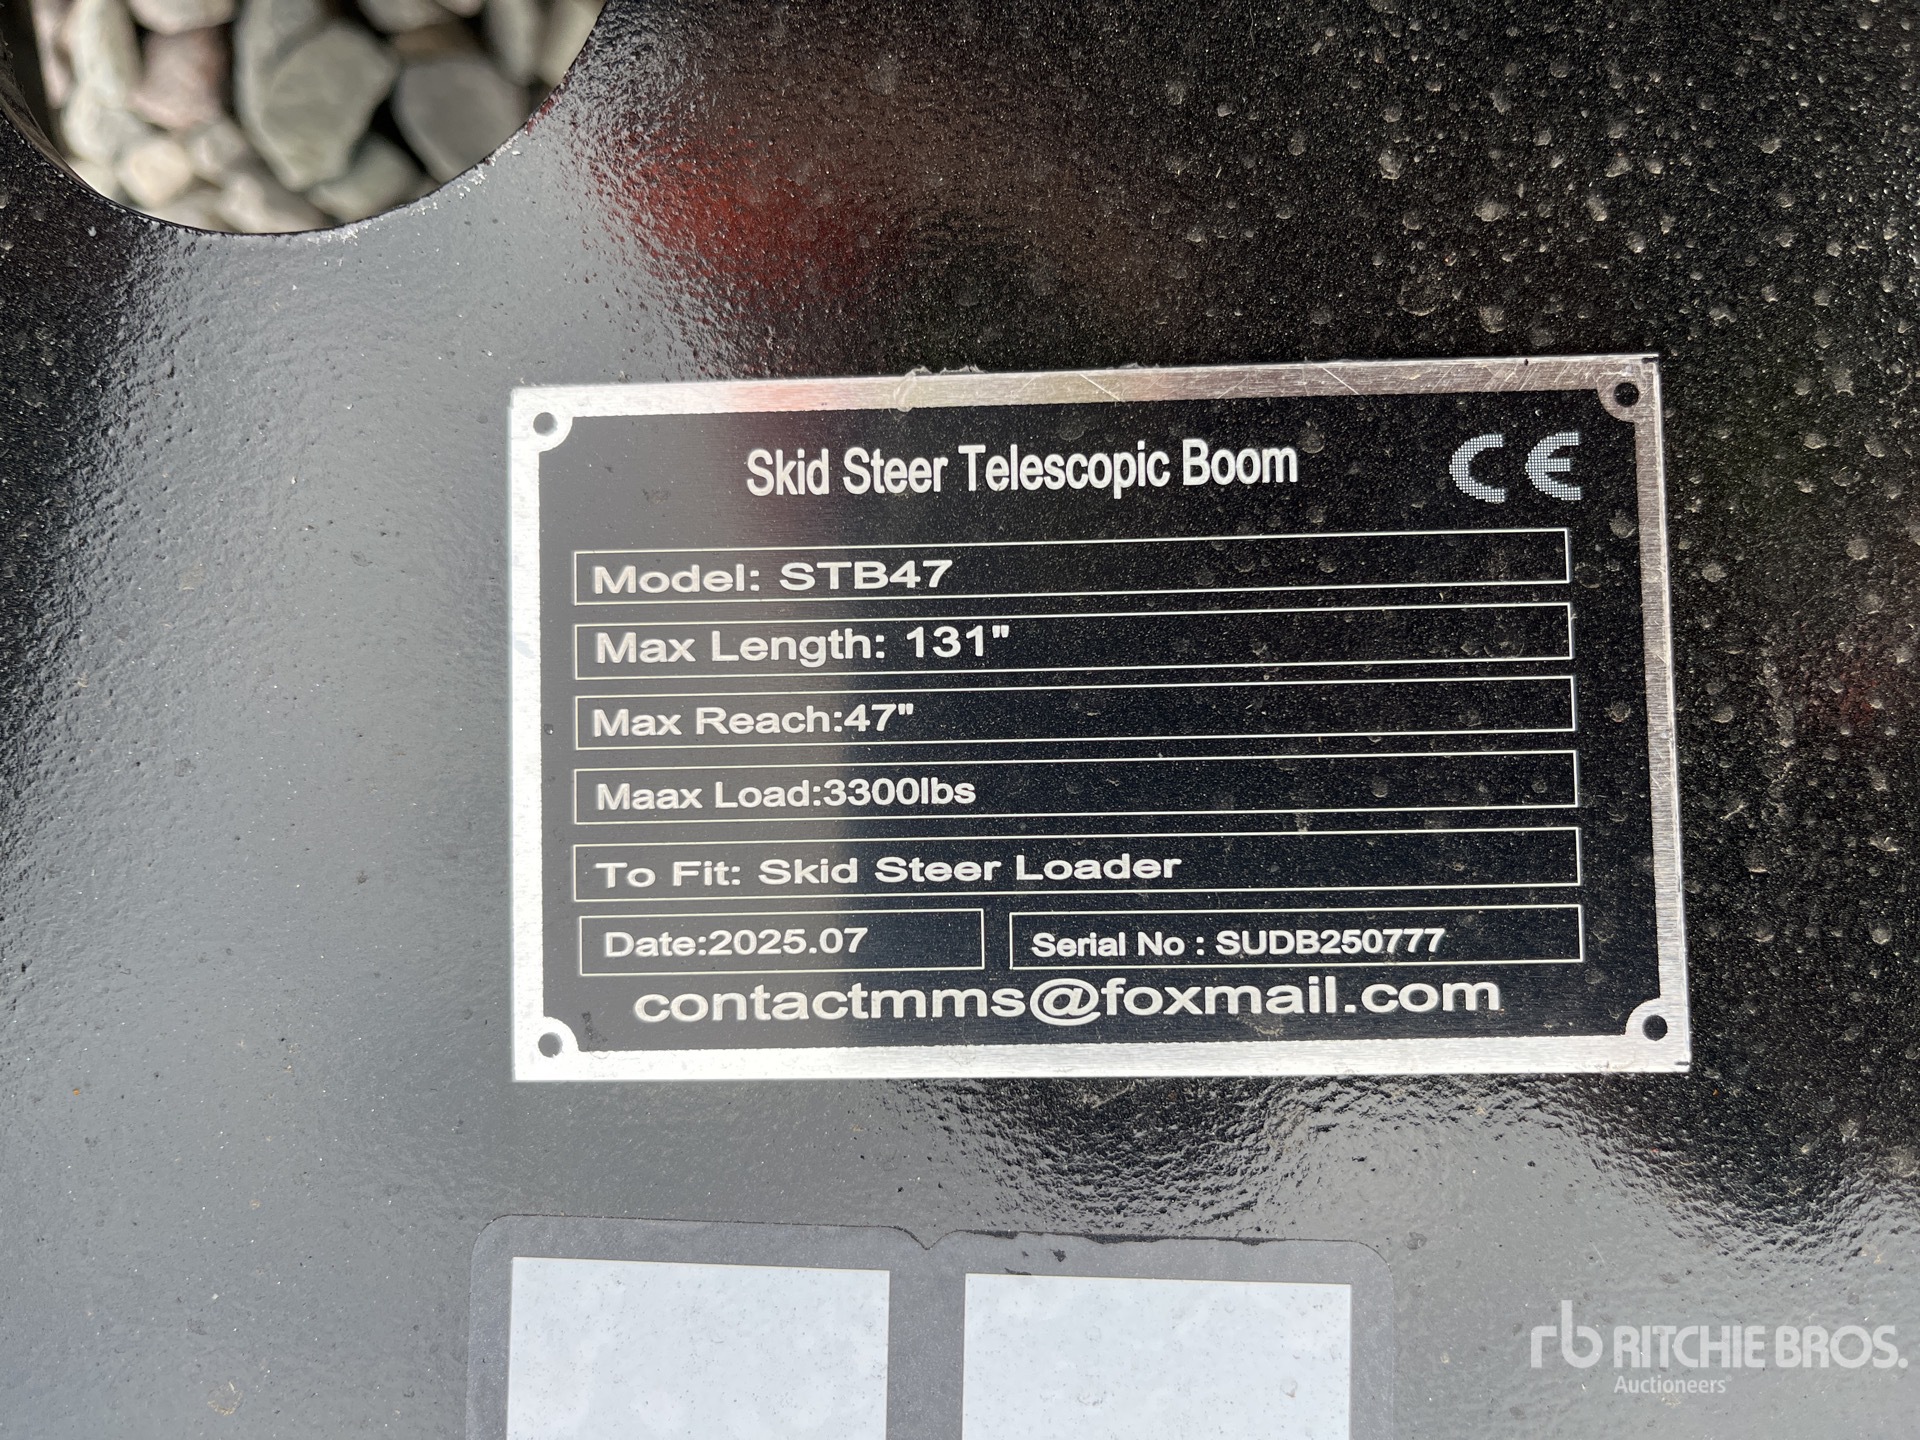 Skid Steer Telescopic Boom CE
Model: STB47
Max Length: 131"
Max Reach:47"
Maax Load:3300lbs
To Fit: Skid Steer Loader
Date:2025.07 Serial No : SUDB250777
contactmms@foxmail.com
rb RITCHIE BROS.
Auctioneers